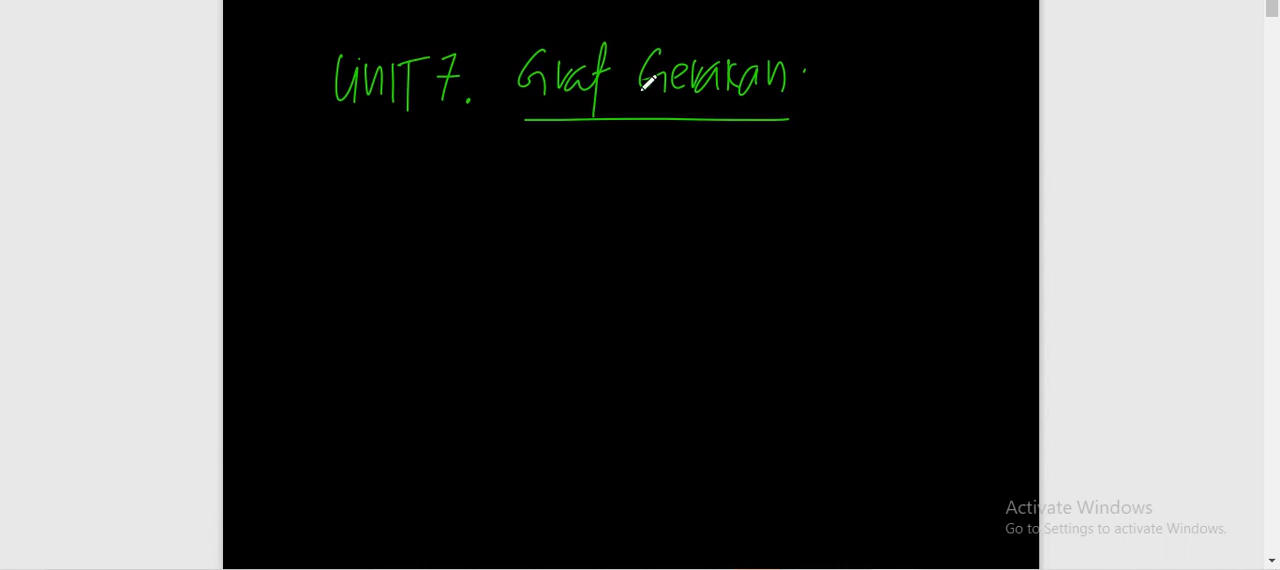 UNIT 7. Graf Gerakan.
Activate Windows
Go to Settings to activate Windows.